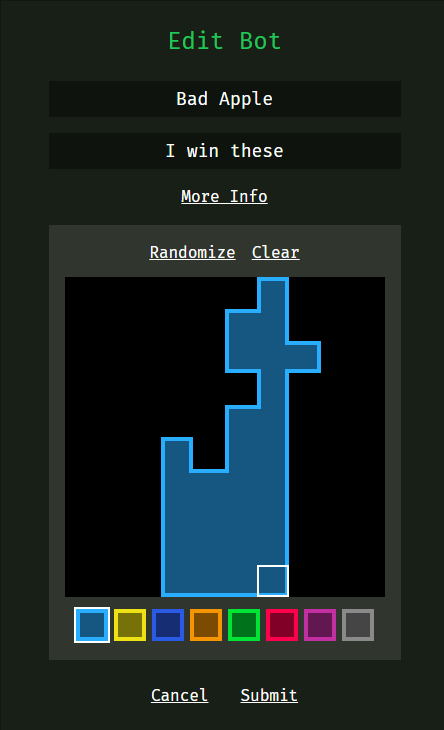 Edit Bot
Bad Apple
I win these
More Info
Randomize Clear
Cancel Submit